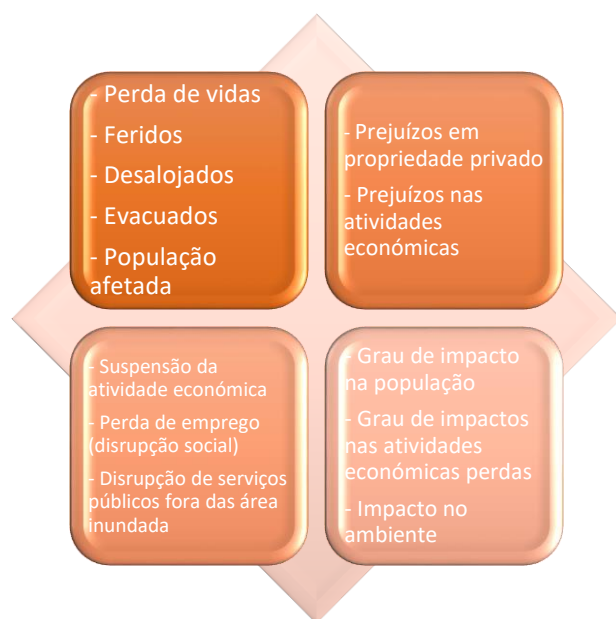 - Perda de vidas
- Feridos
- Desalojados
- Evacuados
- População
afetada
- Prejuízos em
propriedade privado
- Prejuízos nas
atividades
económicas
- Suspensão da
atividade económica
- Perda de emprego
(disrupção social)
- Disrupção de serviços
públicos fora das área
inundada
- Grau de impacto
na população
- Grau de impactos
nas atividades
económicas perdas
- Impacto no
ambiente